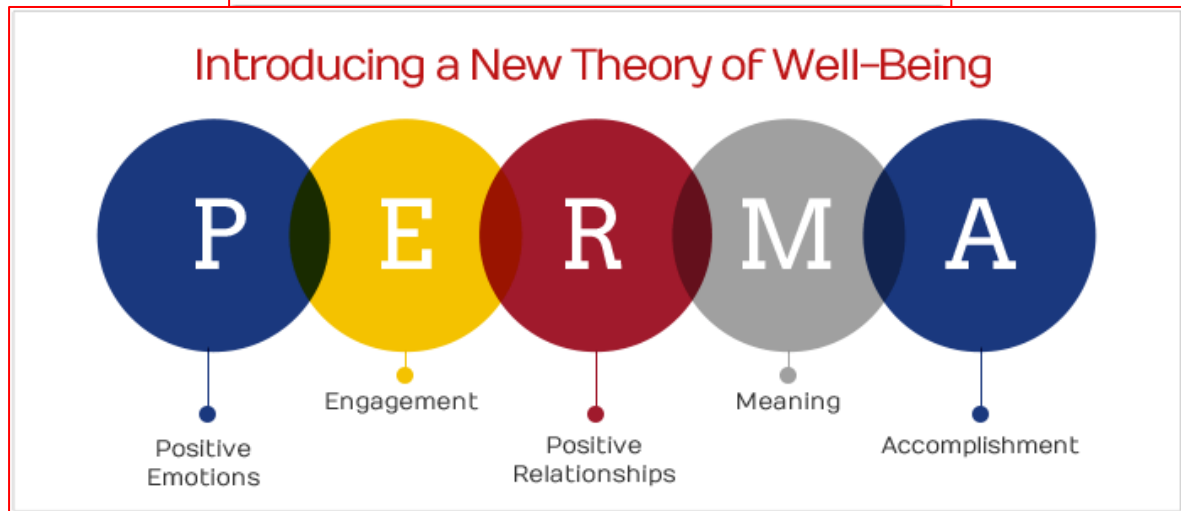 Introducing a New Theory of Well-Being
P E R M A
Engagement
Meaning
Positive
Emotions
Positive
Relationships
Accomplishment